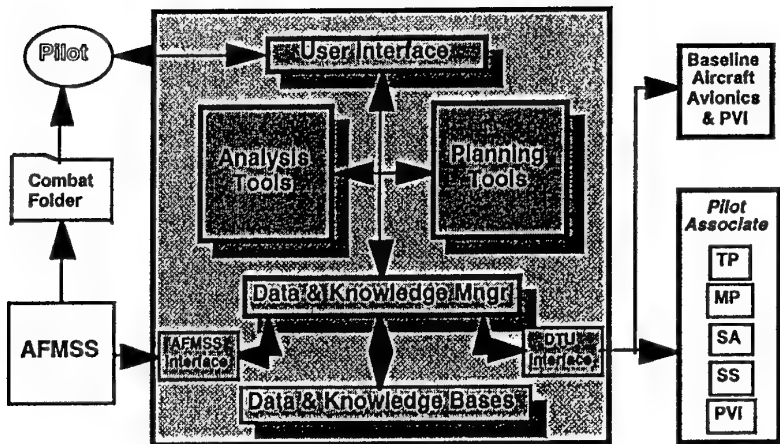 Pilot
Combat
Folder
AFMSS
User Interface
Analysis
Tools
Planning
Tools
Data & Knowledge Mngr
AFMSS
Interface
DTU
Interface
Data & Knowledge Bases
Baseline
Aircraft
Avionics
& PVI
Pilot
Associate
TP
MP
SA
SS
PVI